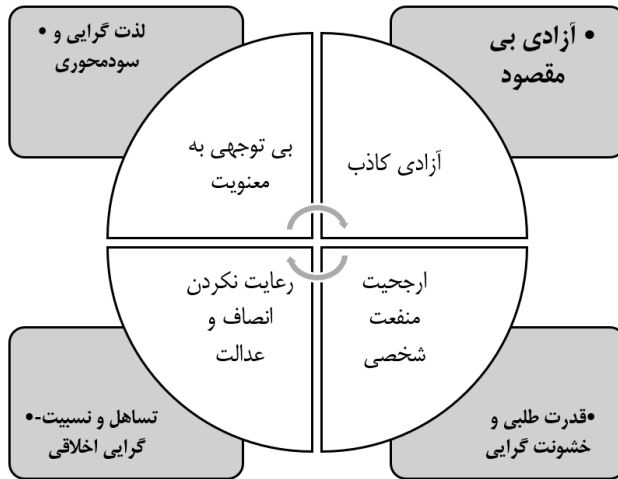 • آزادی بی
مقصود
لذت گرایی و •
سودمحوری
آزادی کاذب
بی توجهی به
معنویت
ارجحیت
منفعت
شخصی
رعایت نکردن
انصاف و
عدالت
•قدرت طلبی و
خشونت گرایی
تساهل و نسبیت-•
گرایی اخلاقی